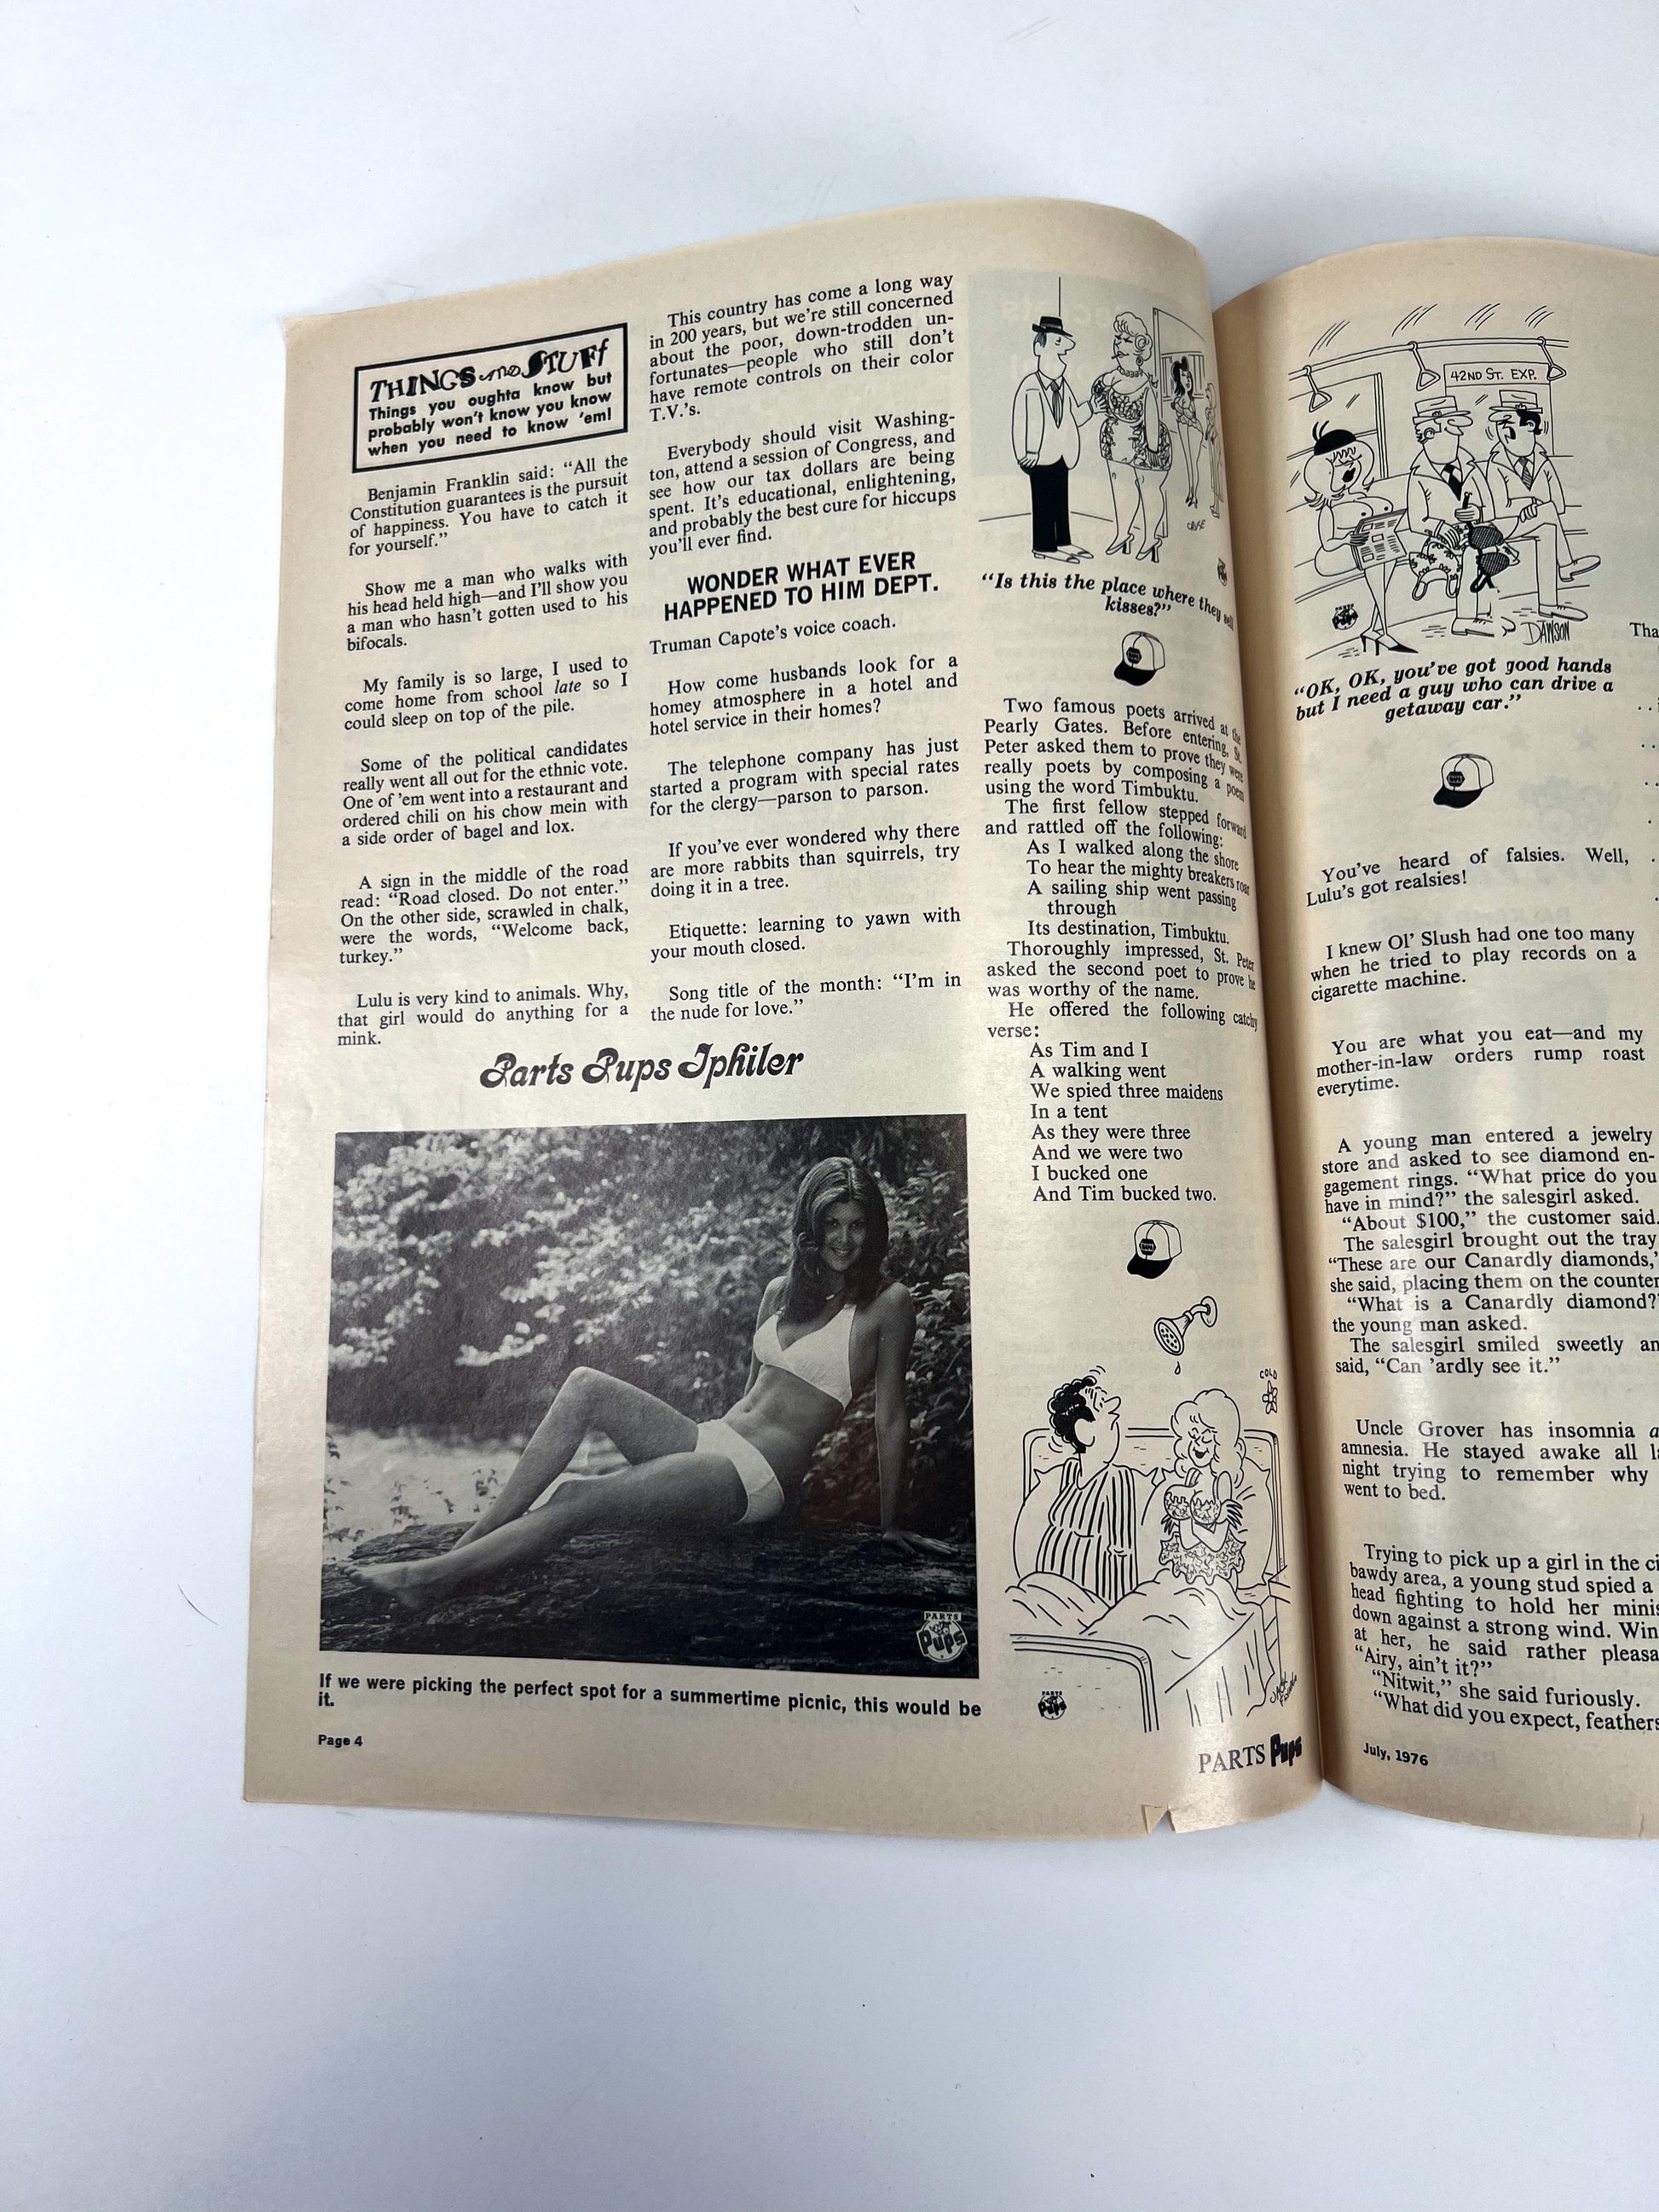 THINGS AND STUFF
Things you oughta know but
probably won't know you know
when you need to know 'em!
Benjamin Franklin said: “All the
Constitution guarantees is the pursuit
of happiness. You have to catch it
for yourself.”
Show me a man who walks with
his head held high—and I'll show you
a man who hasn't gotten used to his
bifocals.
My family is so large, I used to
come home from school late so I
could sleep on top of the pile.
Some of the political candidates
really went all out for the ethnic vote.
One of 'em went into a restaurant and
ordered chili on his chow mein with
a side order of bagel and lox.
A sign in the middle of the road
read: “Road closed. Do not enter.”
On the other side, scrawled in chalk,
were the words, “Welcome back,
turkey.”
Lulu is very kind to animals. Why,
that girl would do anything for a
mink.
This country has come a long way
in 200 years, but we're still concerned
about the poor, down-trodden un-
fortunates—people who still don't
have remote controls on their color
T.V.'s.
Everybody should visit Washing-
ton, attend a session of Congress, and
see how our tax dollars are being
spent. It's educational, enlightening,
and probably the best cure for hiccups
you'll ever find.
WONDER WHAT EVER
HAPPENED TO HIM DEPT.
Truman Capote's voice coach.
How come husbands look for a
homey atmosphere in a hotel and
hotel service in their homes?
The telephone company has just
started a program with special rates
for the clergy—parson to parson.
If you've ever wondered why there
are more rabbits than squirrels, try
doing it in a tree.
Etiquette: learning to yawn with
your mouth closed.
Song title of the month: “I'm in
the nude for love.”
Parts Pups Iphiler
PARTS
Pups
If we were picking the perfect spot for a summertime picnic, this would be
it.
Page 4
CASE
“Is this the place where they sell
kisses?”
Two famous poets arrived at the
Pearly Gates. Before entering, St.
Peter asked them to prove they were
really poets by composing a poem
using the word Timbuktu.
The first fellow stepped forward
and rattled off the following:
As I walked along the shore
To hear the mighty breakers roar
A sailing ship went passing
through
Its destination, Timbuktu.
Thoroughly impressed, St. Peter
asked the second poet to prove he
was worthy of the name.
He offered the following catchy
verse:
As Tim and I
A walking went
We spied three maidens
In a tent
As they were three
And we were two
I bucked one
And Tim bucked two.
COLD
PARTS
Pups
JACK
PARTS Pups
42ND ST. EXP.
PARTS
Pups
DAWSON
“OK, OK, you've got good hands
but I need a guy who can drive a
getaway car.”
You've heard of falsies. Well,
Lulu's got realsies!
I knew Ol' Slush had one too many
when he tried to play records on a
cigarette machine.
You are what you eat—and my
mother-in-law orders rump roast
everytime.
A young man entered a jewelry
store and asked to see diamond en-
gagement rings. “What price do you
have in mind?” the salesgirl asked.
“About $100,” the customer said.
The salesgirl brought out the tray
“These are our Canardly diamonds,”
she said, placing them on the counter
“What is a Canardly diamond?”
the young man asked.
The salesgirl smiled sweetly an
said, “Can 'ardly see it.”
Uncle Grover has insomnia a
amnesia. He stayed awake all la
night trying to remember why
went to bed.
Trying to pick up a girl in the ci
bawdy area, a young stud spied a
head fighting to hold her minis
down against a strong wind. Win
at her, he said rather pleasa
“Airy, ain't it?”
“Nitwit,” she said furiously.
“What did you expect, feathers
July, 1976
Tha